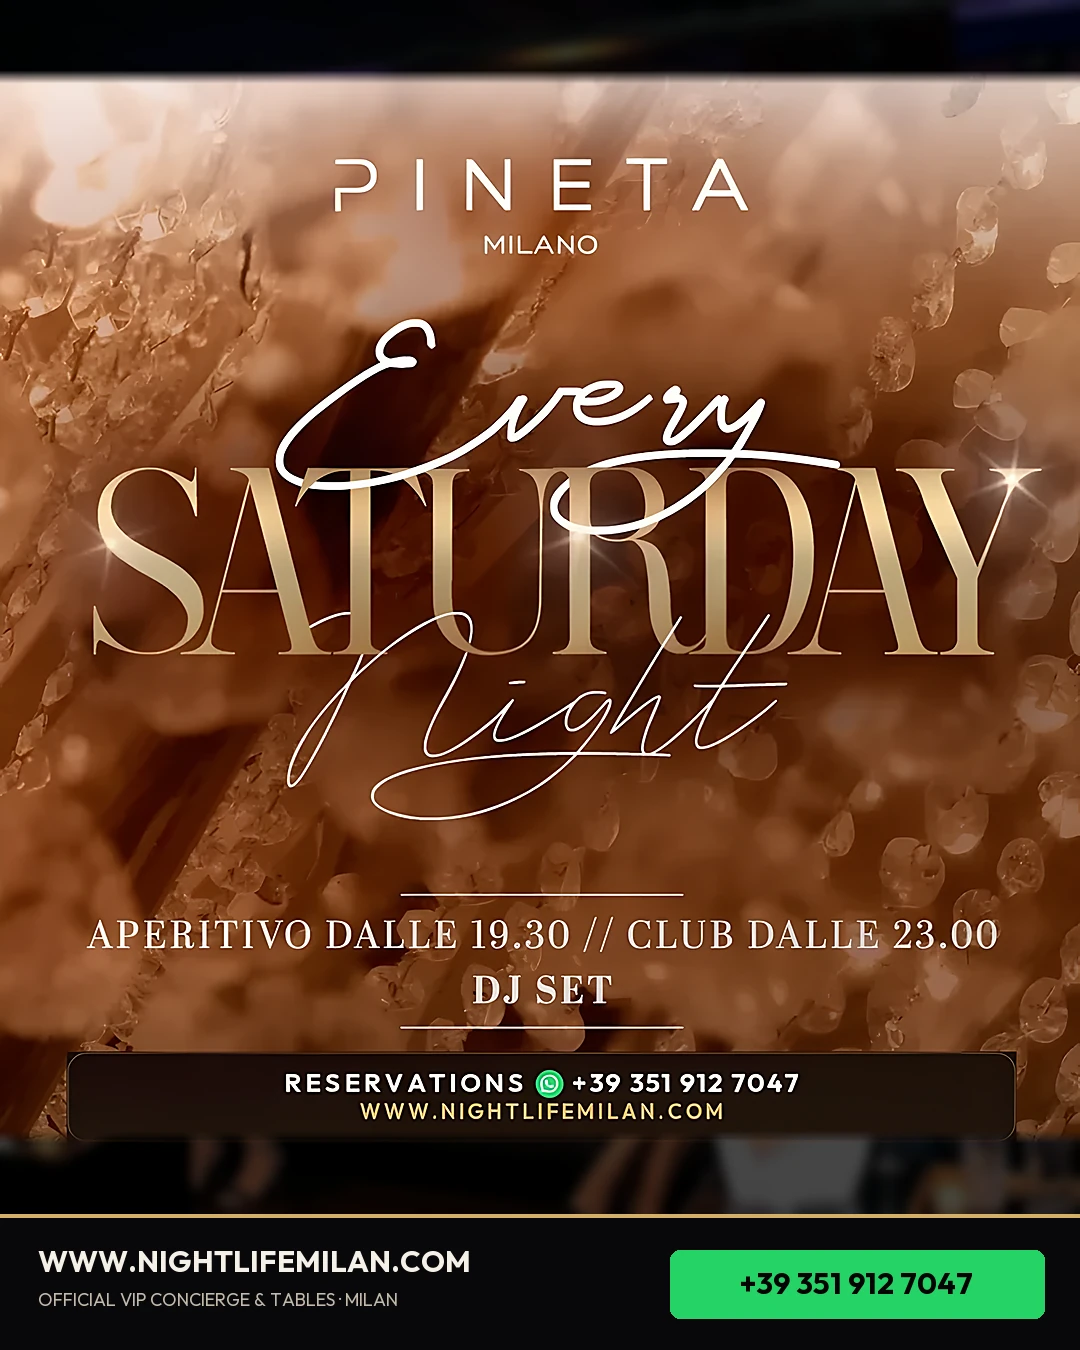 PINETA
MILANO
Every
SATURDAY
Night
APERITIVO DALLE 19.30 // CLUB DALLE 23.00
DJ SET
RESERVATIONS +39 351 912 7047
WWW.NIGHTLIFEMILAN.COM
WWW.NIGHTLIFEMILAN.COM
OFFICIAL VIP CONCIERGE & TABLES · MILAN
+39 351 912 7047